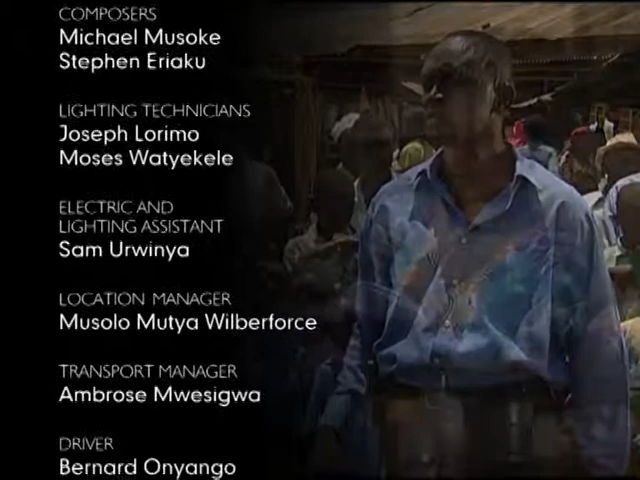 COMPOSERS
Michael Musoke
Stephen Eriaku
LIGHTING TECHNICIANS
Joseph Lorimo
Moses Watyekele
ELECTRIC AND
LIGHTING ASSISTANT
Sam Urwinya
LOCATION MANAGER
Musolo Mutya Wilberforce
TRANSPORT MANAGER
Ambrose Mwesigwa
DRIVER
Bernard Onyango